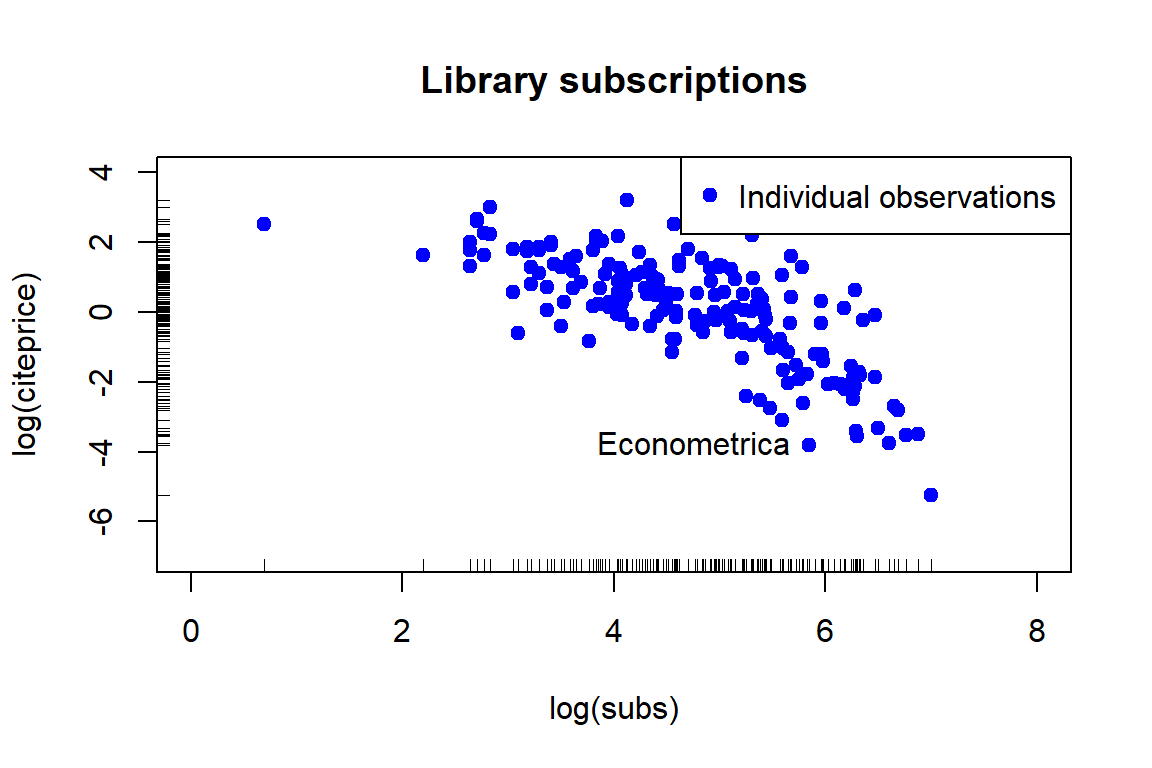 Library subscriptions
Individual observations
4
2
0
-2
-4
-6
log(citeprice)
Econometrica
0 2 4 6 8
log(subs)